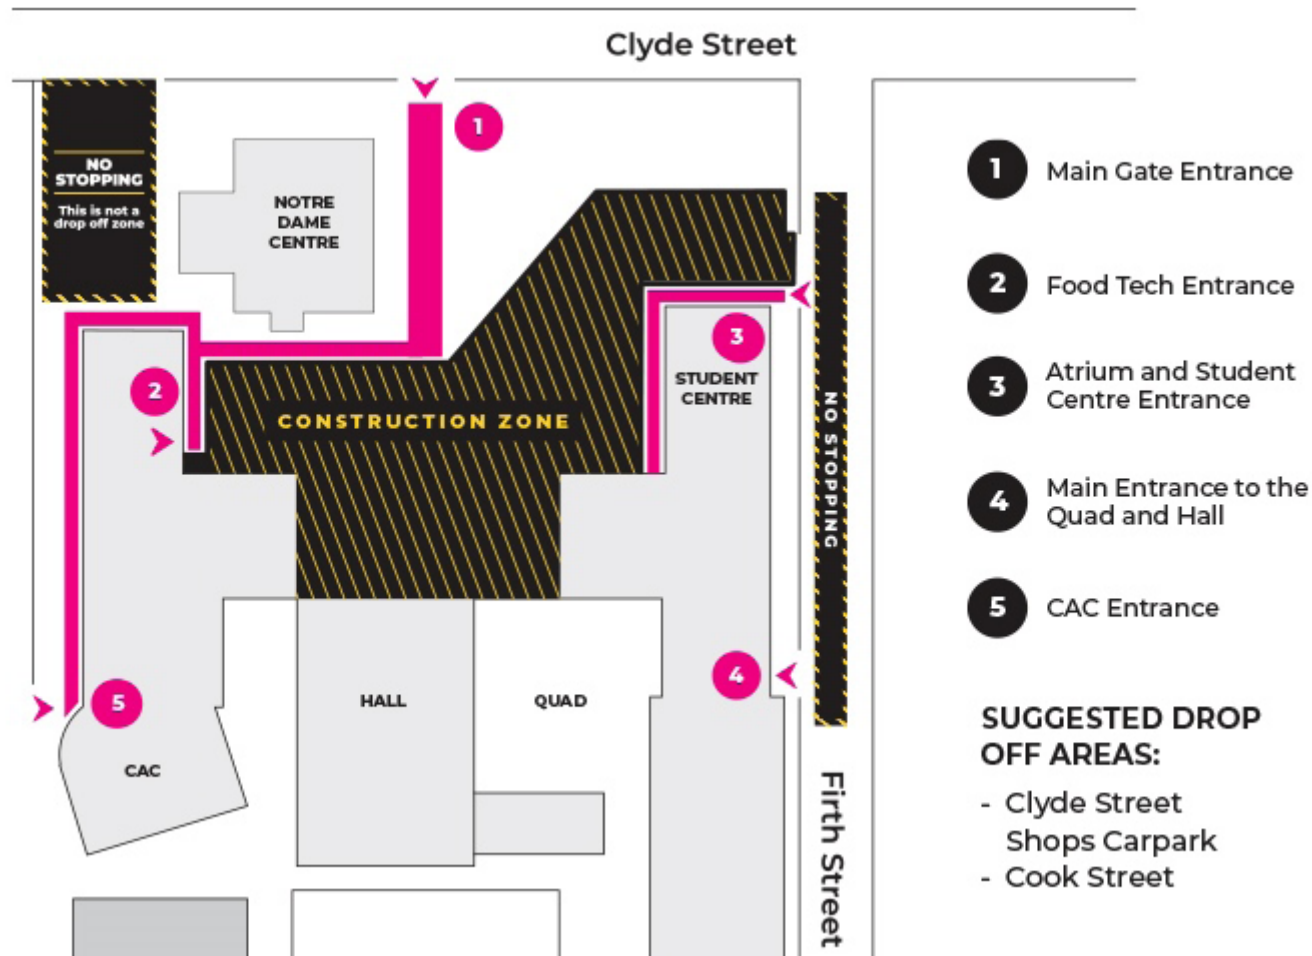 Clyde Street
NO
STOPPING
This is not a
drop off zone
1
NOTRE
DAME
CENTRE
3
STUDENT
CENTRE
2
CONSTRUCTION ZONE
NO STOPPING
4
5
HALL
QUAD
CAC
Firth Street
1 Main Gate Entrance
2 Food Tech Entrance
3 Atrium and Student
Centre Entrance
4 Main Entrance to the
Quad and Hall
5 CAC Entrance
SUGGESTED DROP
OFF AREAS:
- Clyde Street
Shops Carpark
- Cook Street